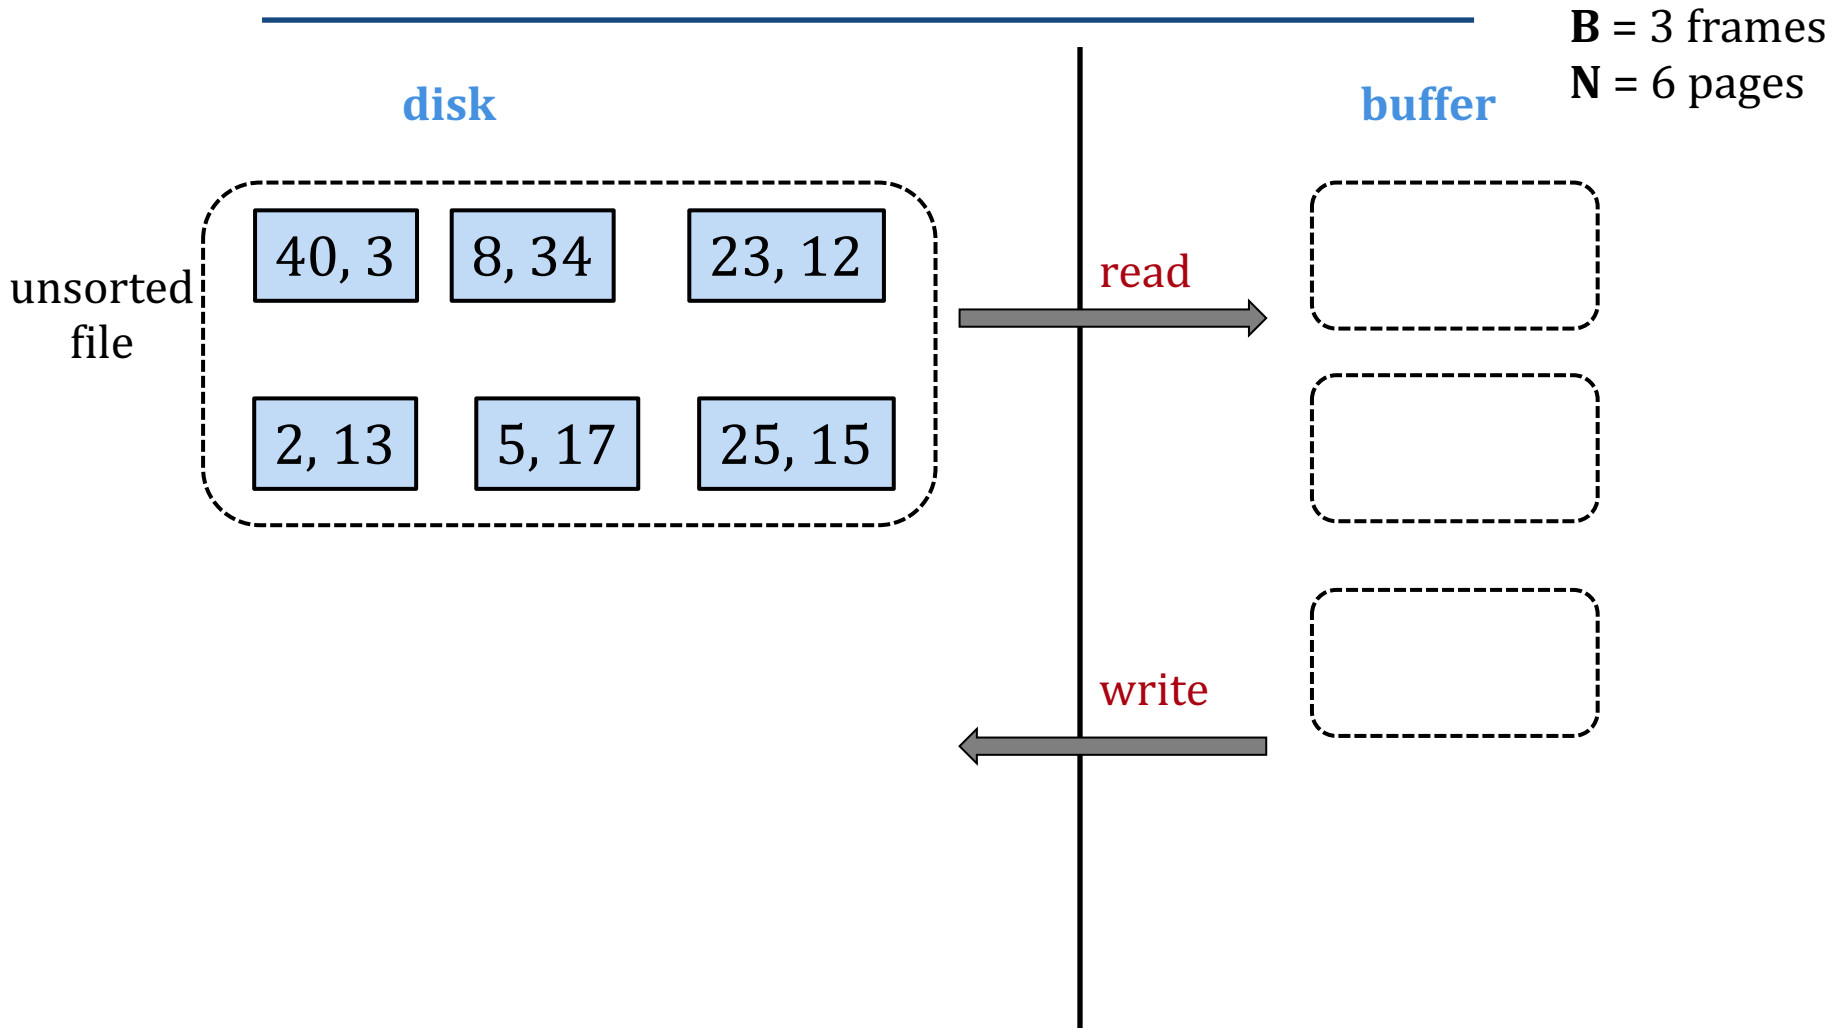 B = 3 frames
N = 6 pages
disk
buffer
unsorted
file
40, 3
8, 34
23, 12
2, 13
5, 17
25, 15
read
write